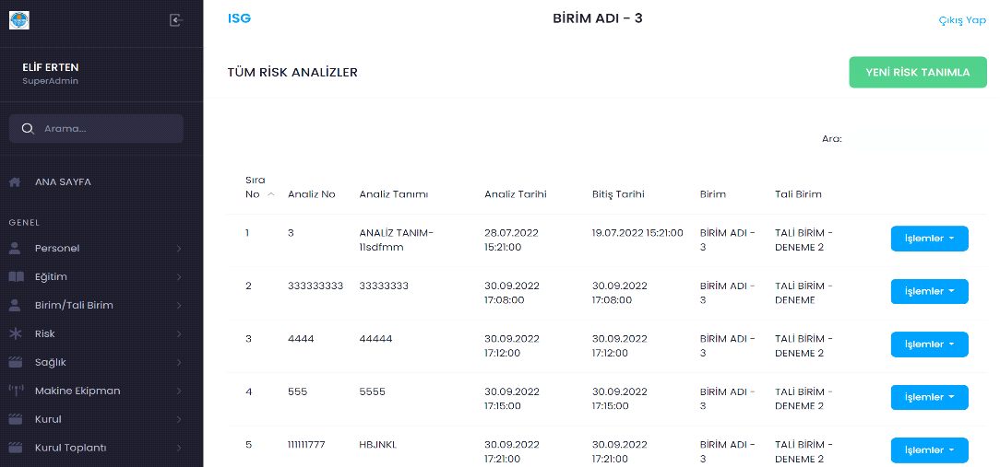 ISG
BİRİM ADI - 3
Çıkış Yap
ELİF ERTEN
SuperAdmin
Arama...
ANA SAYFA
GENEL
Personel
Eğitim
Birim/Tali Birim
Risk
Sağlık
Makine Ekipman
Kurul
Kurul Toplantı
TÜM RİSK ANALİZLER
YENİ RİSK TANIMLA
Ara:
Sıra No Analiz No Analiz Tanımı Analiz Tarihi Bitiş Tarihi Birim Tali Birim
1 3 ANALİZ TANIM- 28.07.2022 19.07.2022 15:21:00 BİRİM ADI - TALİ BİRİM - İşlemler
11sdfmm 15:21:00 3 DENEME 2
2 333333333 33333333 30.09.2022 30.09.2022 BİRİM ADI - TALİ BİRİM - İşlemler
17:08:00 17:08:00 3 DENEME
3 4444 44444 30.09.2022 30.09.2022 BİRİM ADI - TALİ BİRİM - İşlemler
17:12:00 17:12:00 3 DENEME 2
4 555 5555 30.09.2022 30.09.2022 BİRİM ADI - TALİ BİRİM - İşlemler
17:15:00 17:15:00 3 DENEME 2
5 111111777 HBJNKL 30.09.2022 30.09.2022 BİRİM ADI - TALİ BİRİM - İşlemler
17:21:00 17:21:00 3 DENEME 2